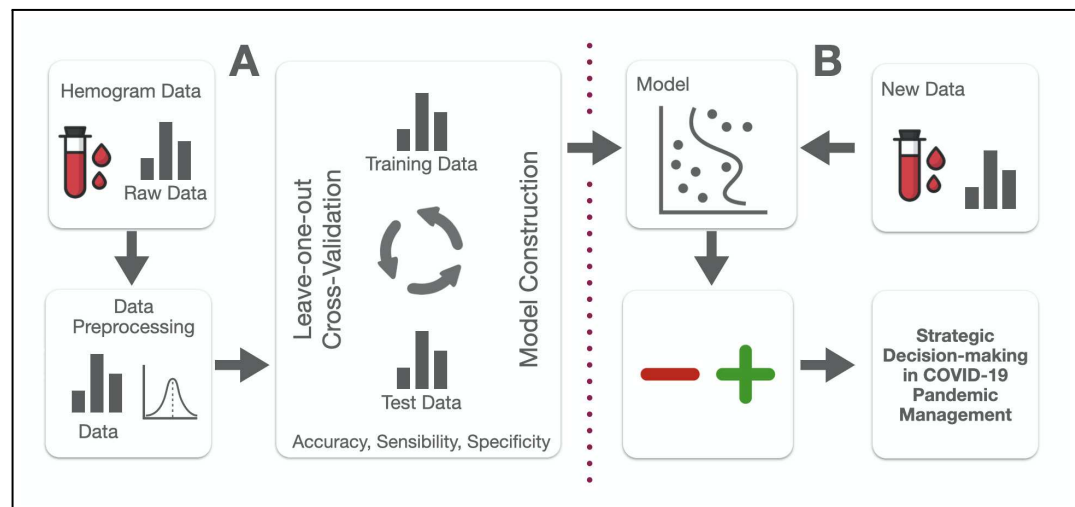 A
Hemogram Data
Raw Data
Data
Preprocessing
Data
Leave-one-out
Cross-Validation
Training Data
Test Data
Model Construction
Accuracy, Sensibility, Specificity
B
Model
New Data
Strategic
Decision-making
in COVID-19
Pandemic
Management